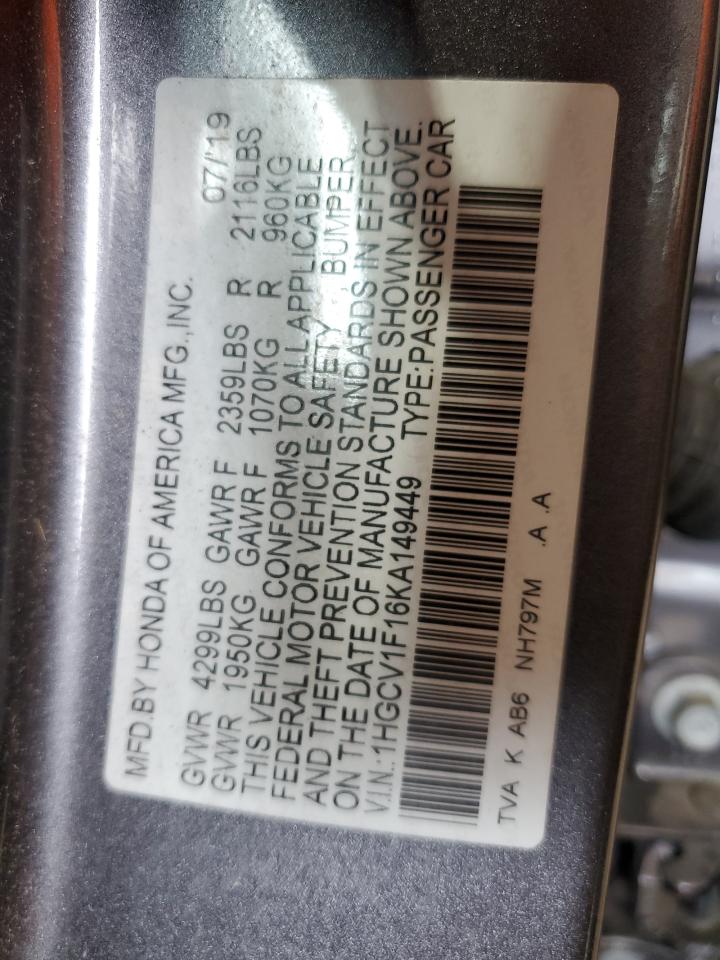 MFD.BY HONDA OF AMERICA MFG.,INC. 07/'19
GVWR 4299LBS GAWR F 2359LBS R 2116LBS
GVWR 1950KG GAWR F 1070KG R 960KG
THIS VEHICLE CONFORMS TO ALL APPLICABLE
FEDERAL MOTOR VEHICLE SAFETY, BUMPER,
AND THEFT PREVENTION STANDARDS IN EFFECT
ON THE DATE OF MANUFACTURE SHOWN ABOVE.
V.I.N.:1HGCV1F16KA149449 TYPE:PASSENGER CAR
TVA K AB6 NH797M .A .A